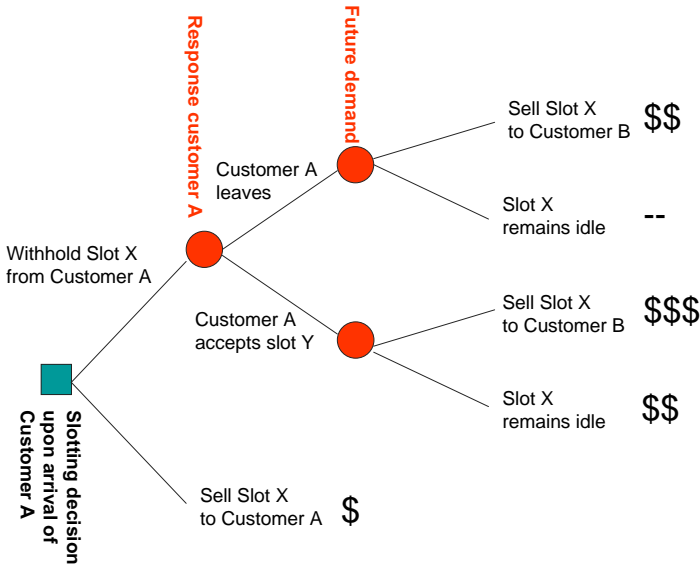 Response customer A
Future demand
Sell Slot X
to Customer B
$$
Customer A
leaves
Slot X
remains idle
--
Withhold Slot X
from Customer A
Customer A
accepts slot Y
Sell Slot X
to Customer B
$$$
Slot X
remains idle
$$
Slotting decision
upon arrival of
Customer A
Sell Slot X
to Customer A
$